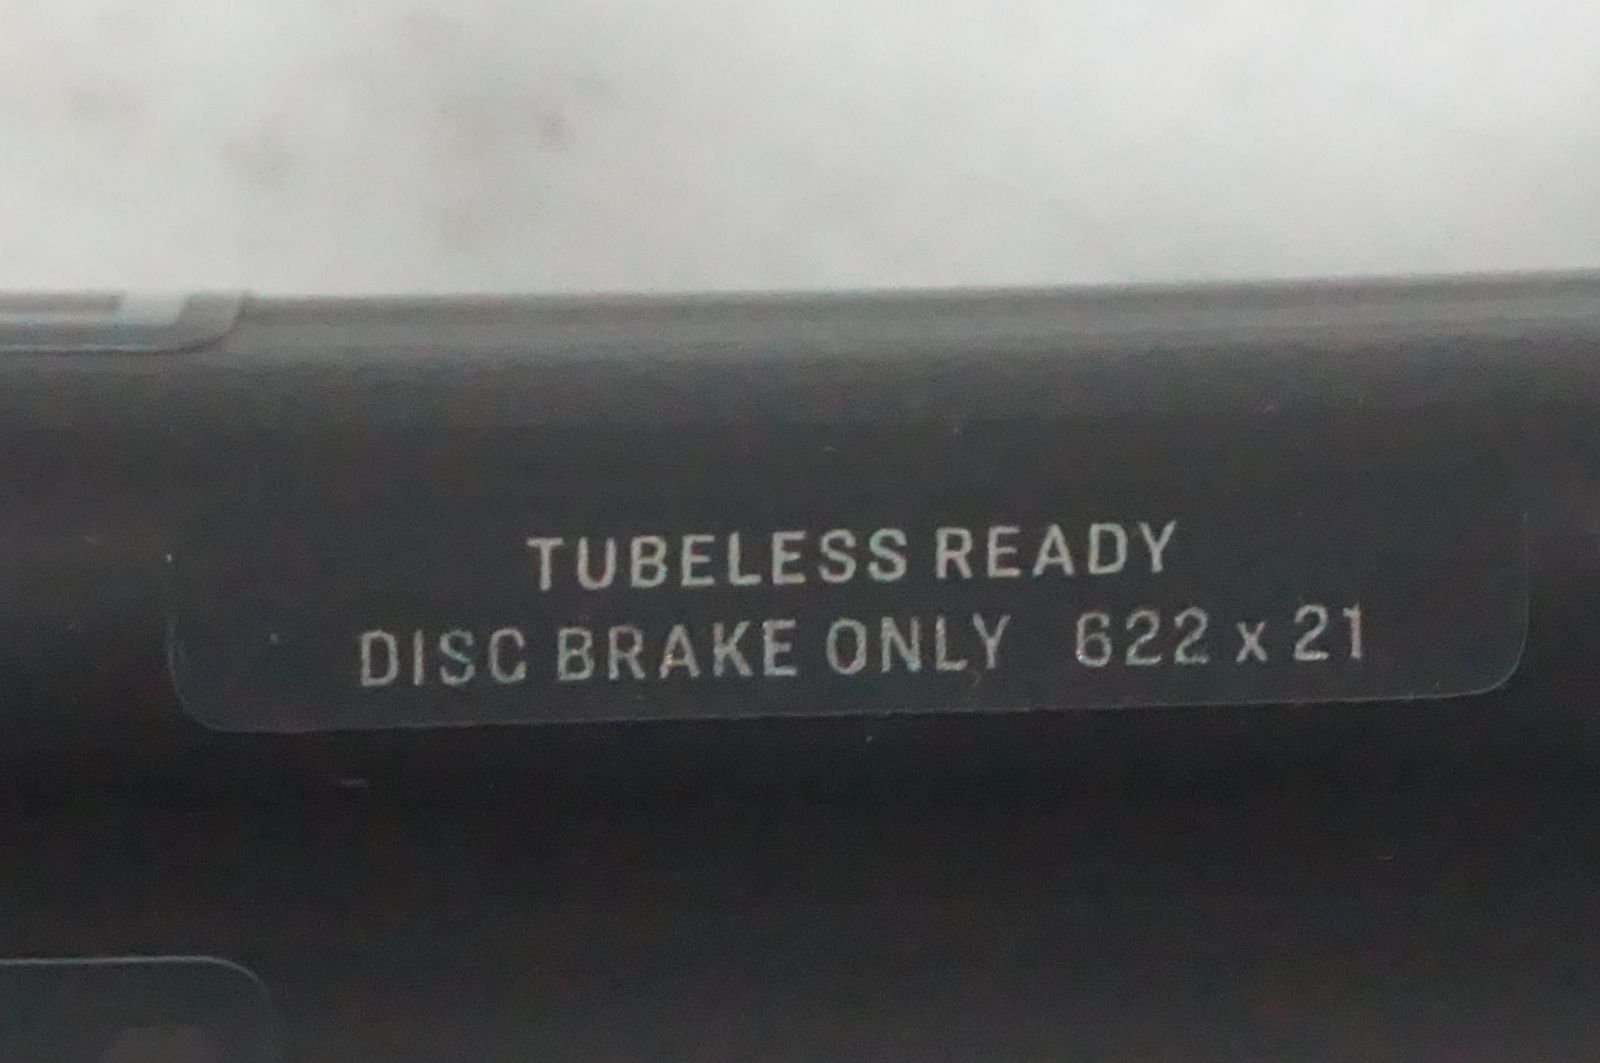 TUBELESS READY
DISC BRAKE ONLY 622 x 21